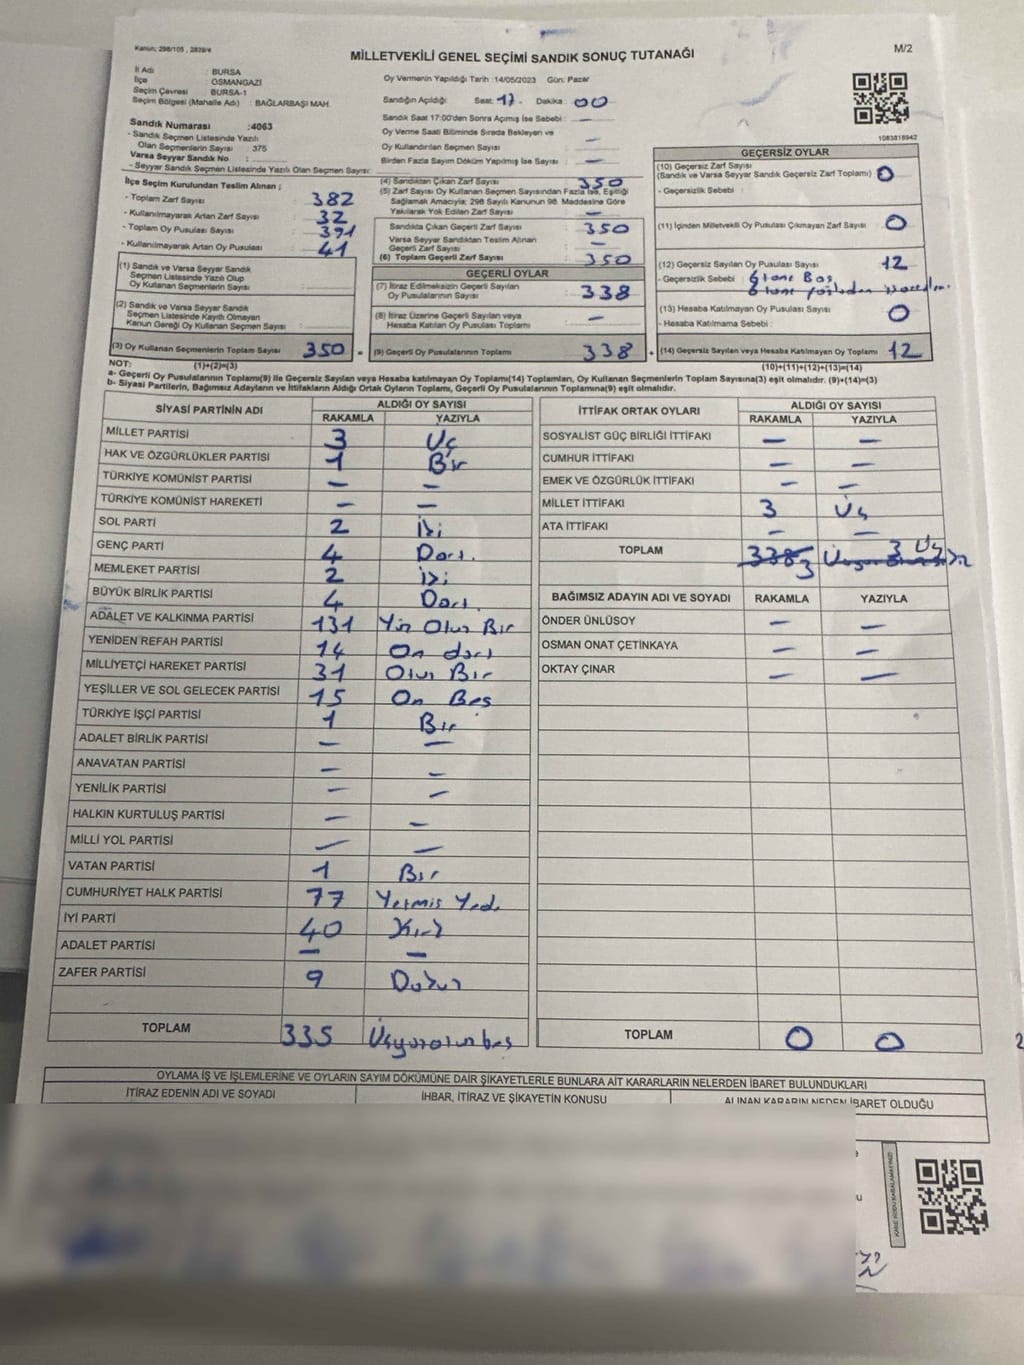 Kanun; 298/105 , 2839/4
MİLLETVEKİLİ GENEL SEÇİMİ SANDIK SONUÇ TUTANAĞI
M/2
İl Adı : BURSA
İlçe : OSMANGAZİ
Seçim Çevresi : BURSA-1
Seçim Bölgesi (Mahalle Adı) : BAĞLARBAŞI MAH.
Sandık Numarası :4063
- Sandık Seçmen Listesinde Yazılı
Olan Seçmenlerin Sayısı : 375
Varsa Seyyar Sandık No :
- Seyyar Sandık Seçmen Listesinde Yazılı Olan Seçmen Sayısı:
İlçe Seçim Kurulundan Teslim Alınan ;
- Toplam Zarf Sayısı : 382
- Kullanılmayarak Artan Zarf Sayısı : 32
- Toplam Oy Pusulası Sayısı : 391
- Kullanılmayarak Artan Oy Pusulası : 41
(1) Sandık ve Varsa Seyyar Sandık
Seçmen Listesinde Yazılı Olup
Oy Kullanan Seçmenlerin Sayısı :
(2) Sandık ve Varsa Seyyar Sandık
Seçmen Listesinde Kayıtlı Olmayan
Kanun Gereği Oy Kullanan Seçmen Sayısı :
(3) Oy Kullanan Seçmenlerin Toplam Sayısı 350 =
(1)+(2)=(3)
Oy Vermenin Yapıldığı Tarih :14/05/2023 Gün: Pazar
Sandığın Açıldığı: Saat: 17 Dakika : 00
Sandık Saat 17:00'den Sonra Açılmış İse Sebebi : —
Oy Verme Saati Bitiminde Sırada Bekleyen ve
Oy Kullandırılan Seçmen Sayısı : —
Birden Fazla Sayım Döküm Yapılmış İse Sayısı : —
(4) Sandıktan Çıkan Zarf Sayısı : 350
(5) Zarf Sayısı Oy Kullanan Seçmen Sayısından Fazla İse, Eşitliği
Sağlamak Amacıyla; 298 Sayılı Kanunun 98. Maddesine Göre
Yakılarak Yok Edilen Zarf Sayısı : —
Sandıkta Çıkan Geçerli Zarf Sayısı : 350
Varsa Seyyar Sandıktan Teslim Alınan
Geçerli Zarf Sayısı : —
(6) Toplam Geçerli Zarf Sayısı : 350
GEÇERLİ OYLAR
(7) İtiraz Edilmeksizin Geçerli Sayılan
Oy Pusulalarının Sayısı : 338
(8) İtiraz Üzerine Geçerli Sayılan veya
Hesaba Katılan Oy Pusulası Toplamı : —
(9) Geçerli Oy Pusulalarının Toplamı : 338 +
1083818942
GEÇERSİZ OYLAR
(10) Geçersiz Zarf Sayısı
(Sandık ve Varsa Seyyar Sandık Geçersiz Zarf Toplamı) : 0
- Geçersizlik Sebebi :
(11) İçinden Milletvekili Oy Pusulası Çıkmayan Zarf Sayısı : 0
(12) Geçersiz Sayılan Oy Pusulası Sayısı : 12
- Geçersizlik Sebebi : 6 tane Boş
6 tane
(13) Hesaba Katılmayan Oy Pusulası Sayısı : 0
- Hesaba Katılmama Sebebi :
(14) Geçersiz Sayılan veya Hesaba Katılmayan Oy Toplamı : 12
(10)+(11)+(12)+(13)=(14)
NOT:
a- Geçerli Oy Pusulalarının Toplamı(9) ile Geçersiz Sayılan veya Hesaba katılmayan Oy Toplamı(14) Toplamları, Oy Kullanan Seçmenlerin Toplam Sayısına(3) eşit olmalıdır. (9)+(14)=(3)
b- Siyasi Partilerin, Bağımsız Adayların ve İttifakların Aldığı Ortak Oyların Toplamı, Geçerli Oy Pusulalarının Toplamına(9) eşit olmalıdır.
SİYASİ PARTİNİN ADI ALDIĞI OY SAYISI
RAKAMLA YAZIYLA
MİLLET PARTİSİ 3 Üç
HAK VE ÖZGÜRLÜKLER PARTİSİ 1 Bir
TÜRKİYE KOMÜNİST PARTİSİ — —
TÜRKİYE KOMÜNİST HAREKETİ — —
SOL PARTİ 2 İki
GENÇ PARTİ 4 Dört.
MEMLEKET PARTİSİ 2 İki
BÜYÜK BİRLİK PARTİSİ 4 Dört.
ADALET VE KALKINMA PARTİSİ 131 Yüz Otuz Bir
YENİDEN REFAH PARTİSİ 14 On dört
MİLLİYETÇİ HAREKET PARTİSİ 31 Otuz Bir
YEŞİLLER VE SOL GELECEK PARTİSİ 15 On Beş
TÜRKİYE İŞÇİ PARTİSİ 1 Bir
ADALET BİRLİK PARTİSİ — —
ANAVATAN PARTİSİ — —
YENİLİK PARTİSİ — —
HALKIN KURTULUŞ PARTİSİ — —
MİLLİ YOL PARTİSİ — —
VATAN PARTİSİ 1 Bir
CUMHURİYET HALK PARTİSİ 77 Yetmiş Yedi
İYİ PARTİ 40 Kırk
ADALET PARTİSİ — —
ZAFER PARTİSİ 9 Dokuz
TOPLAM 335 Üçyüzotuzbeş
İTTİFAK ORTAK OYLARI ALDIĞI OY SAYISI
RAKAMLA YAZIYLA
SOSYALİST GÜÇ BİRLİĞİ İTTİFAKI — —
CUMHUR İTTİFAKI — —
EMEK VE ÖZGÜRLÜK İTTİFAKI — —
MİLLET İTTİFAKI 3 Üç
ATA İTTİFAKI — —
TOPLAM 338 3 3 Üç
BAĞIMSIZ ADAYIN ADI VE SOYADI RAKAMLA YAZIYLA
ÖNDER ÜNLÜSOY — —
OSMAN ONAT ÇETİNKAYA — —
OKTAY ÇINAR — —
TOPLAM 0 0
OYLAMA İŞ VE İŞLEMLERİNE VE OYLARIN SAYIM DÖKÜMÜNE DAİR ŞİKAYETLERLE BUNLARA AİT KARARLARIN NELERDEN İBARET BULUNDUKLARI
İTİRAZ EDENİN ADI VE SOYADI İHBAR, İTİRAZ VE ŞİKAYETİN KONUSU ALINAN KARARIN NEDEN İBARET OLDUĞU